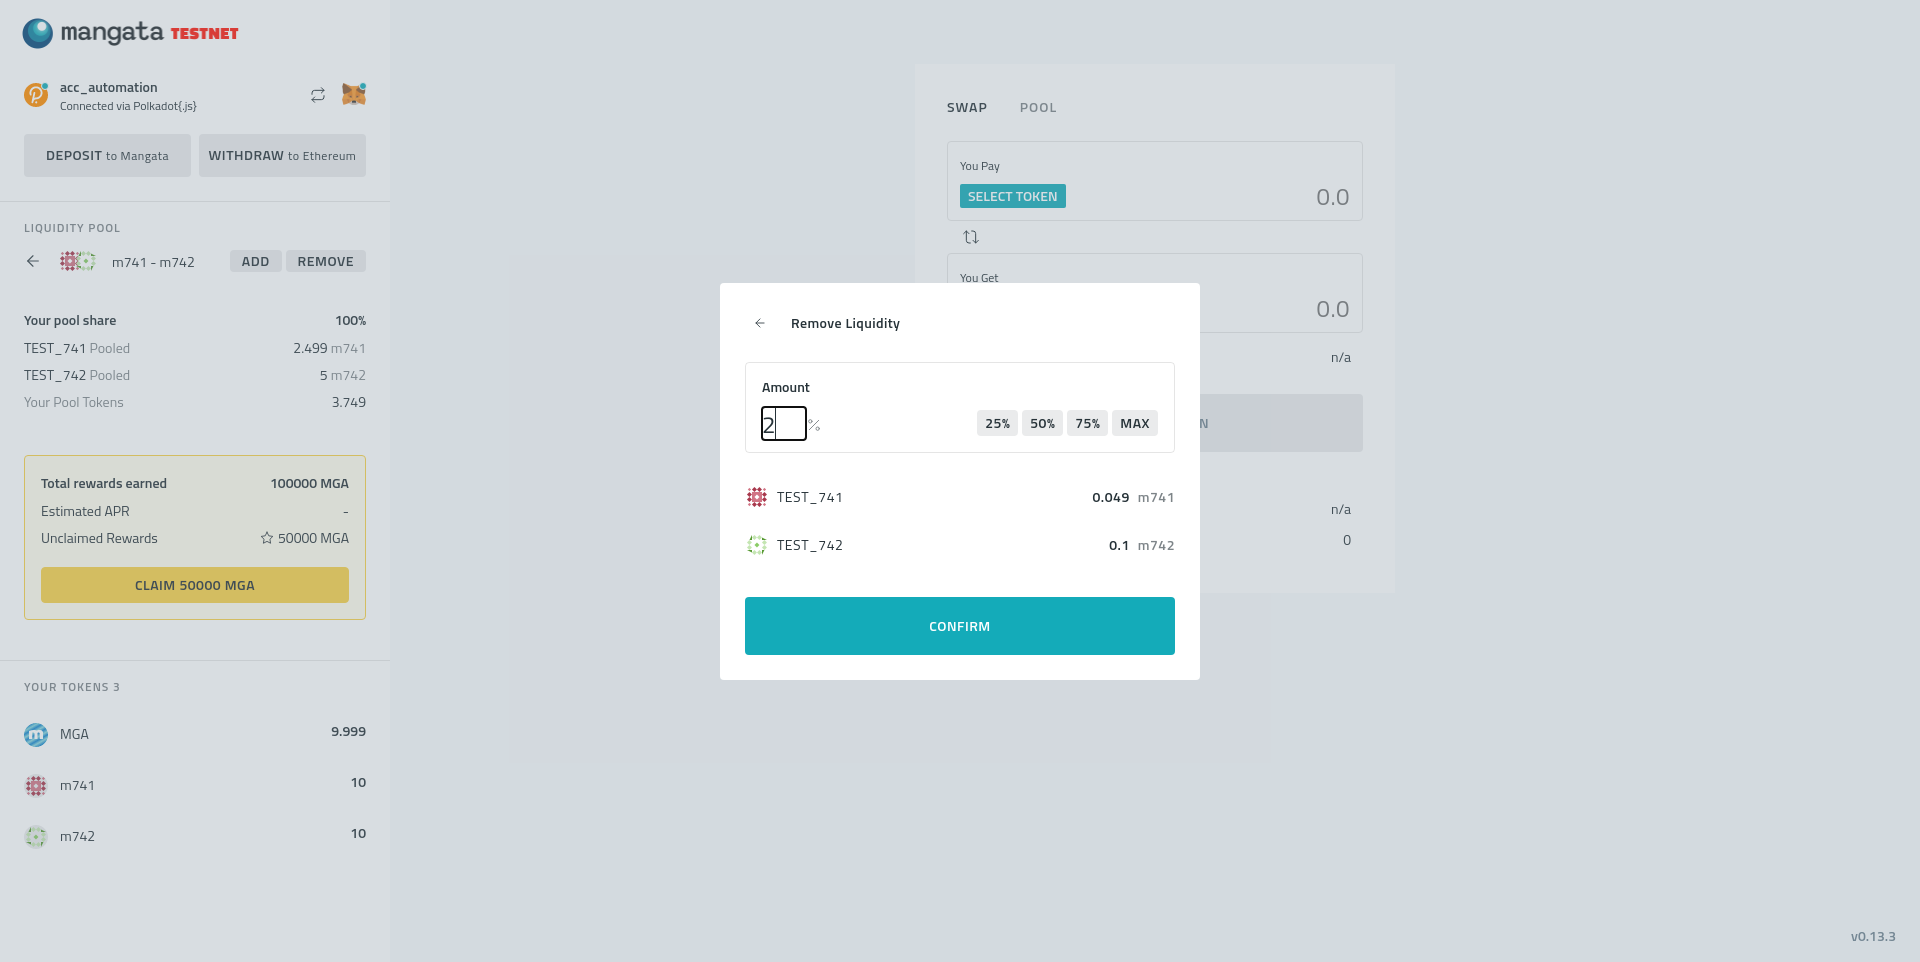 mangata TESTNET
acc_automation
Connected via Polkadot{.js}
DEPOSIT to Mangata
WITHDRAW to Ethereum
LIQUIDITY POOL
m741 - m742
ADD
REMOVE
Your pool share 100%
TEST_741 Pooled 2.499 m741
TEST_742 Pooled 5 m742
Your Pool Tokens 3.749
Total rewards earned 100000 MGA
Estimated APR -
Unclaimed Rewards 50000 MGA
CLAIM 50000 MGA
YOUR TOKENS 3
MGA 9.999
m741 10
m742 10
SWAP POOL
You Pay
SELECT TOKEN 0.0
You Get
0.0
n/a
N
n/a
0
Remove Liquidity
Amount
2 %
25% 50% 75% MAX
TEST_741 0.049 m741
TEST_742 0.1 m742
CONFIRM
v0.13.3